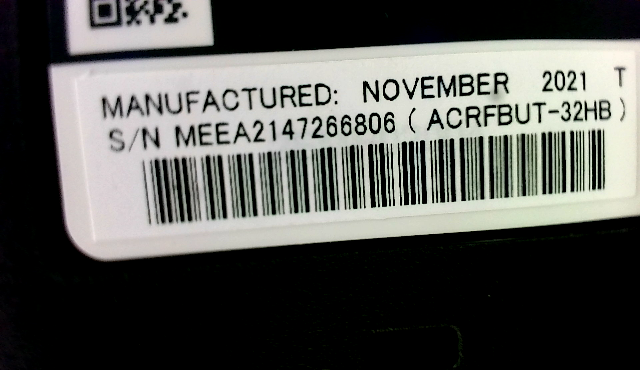 MANUFACTURED: NOVEMBER 2021 T
S/N MEEA2147266806 ( ACRFBUT-32HB )